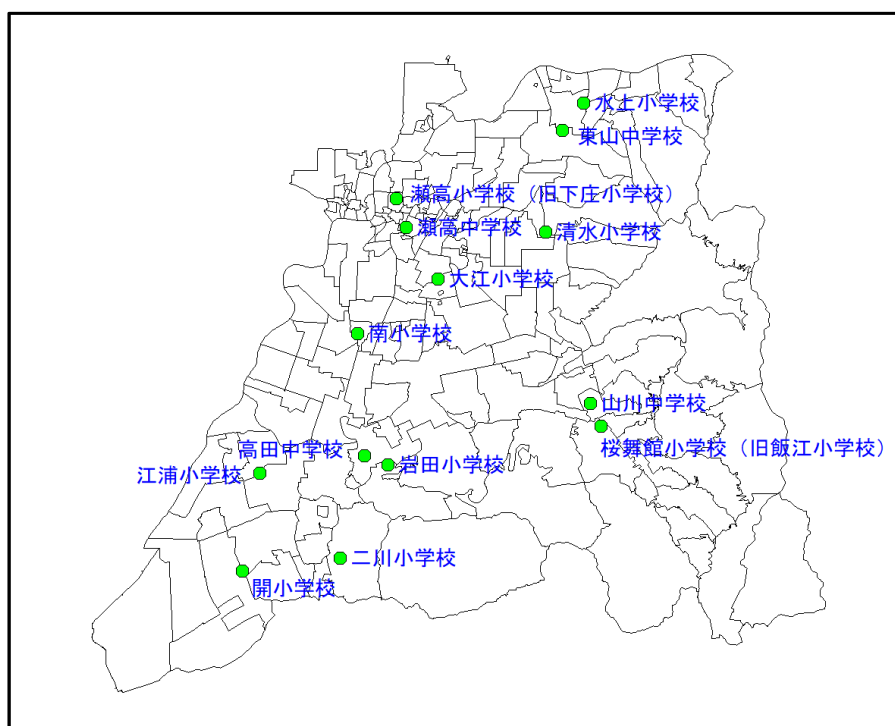 水上小学校
東山中学校
瀬高小学校（旧下庄小学校）
瀬高中学校
清水小学校
大江小学校
南小学校
山川中学校
桜舞館小学校（旧飯江小学校）
高田中学校
岩田小学校
江浦小学校
二川小学校
開小学校